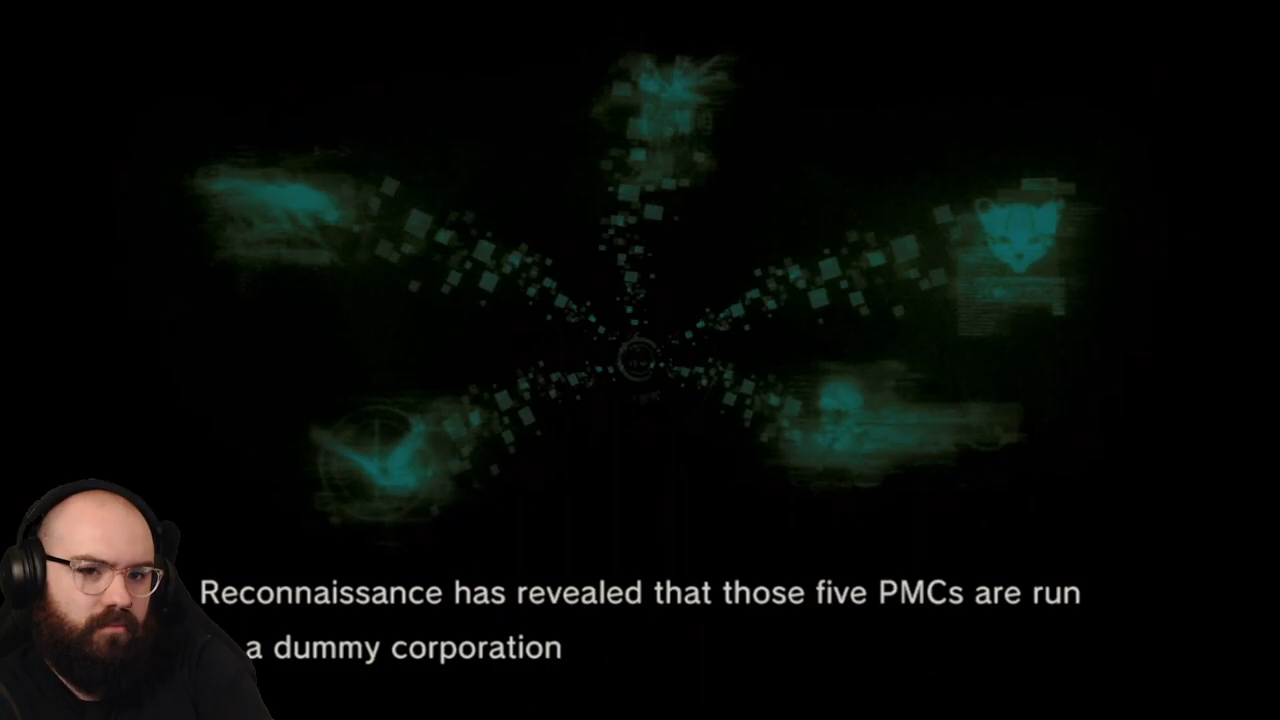 Reconnaissance has revealed that those five PMCs are run
a dummy corporation